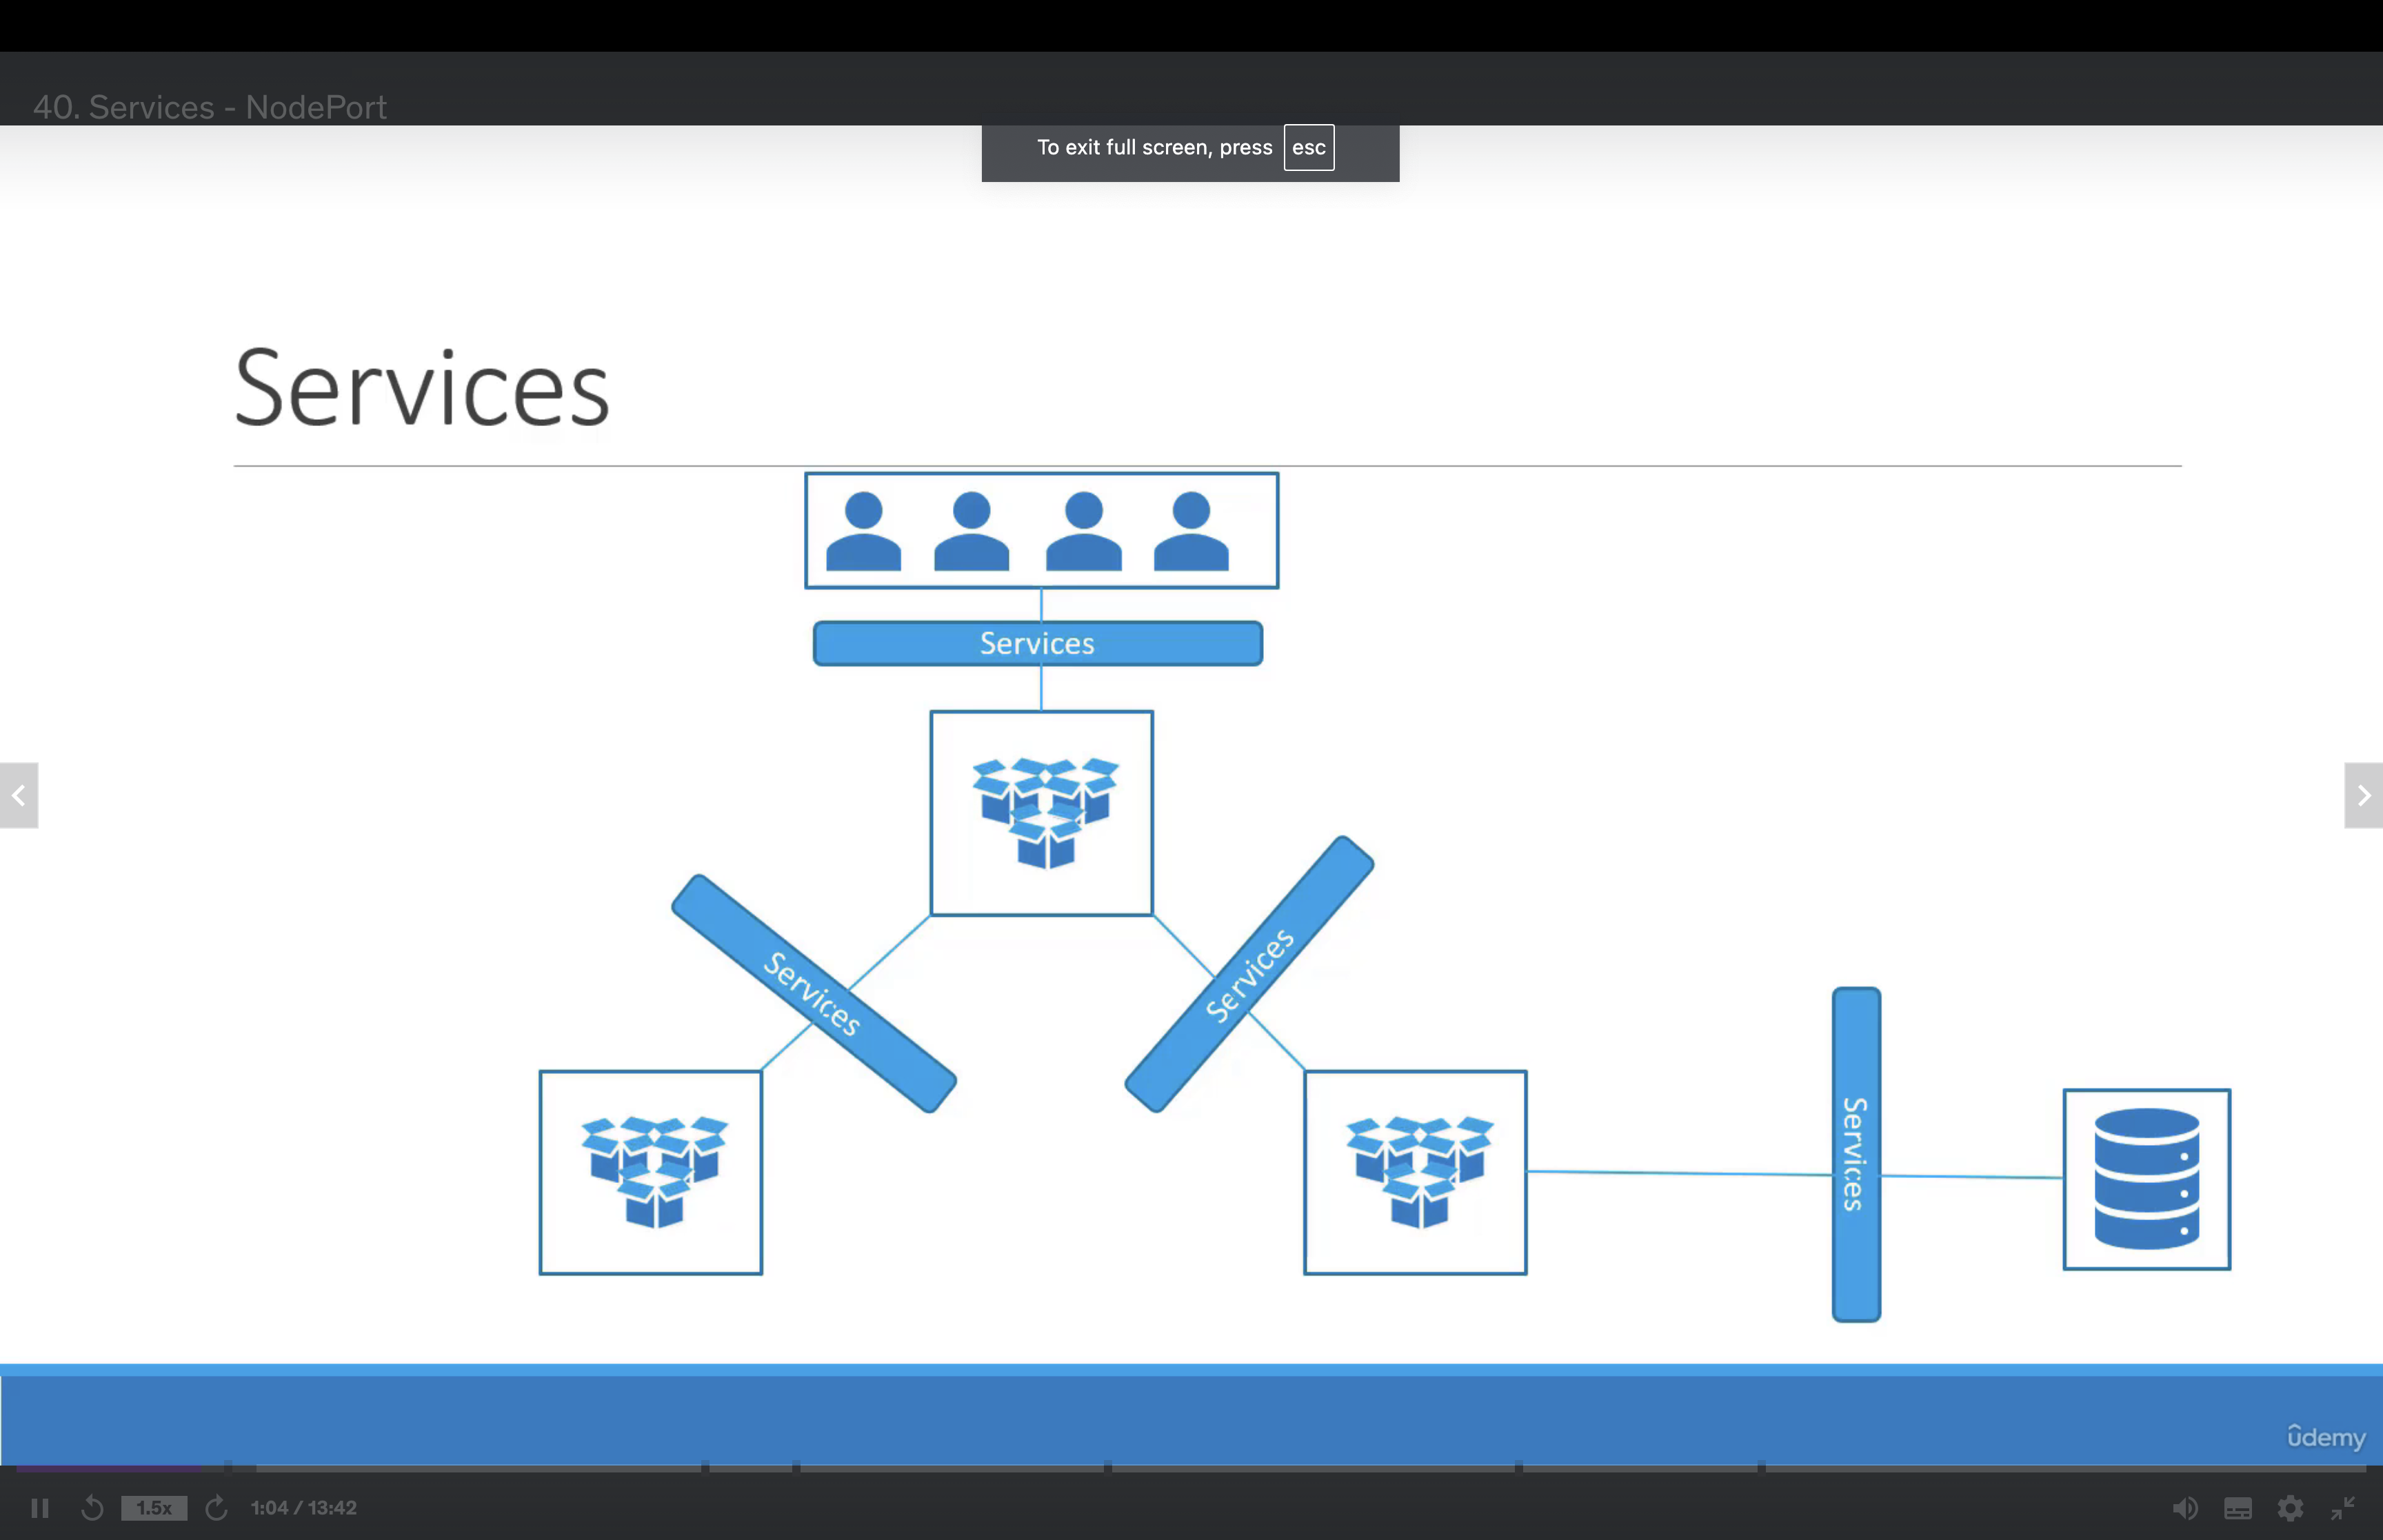 40. Services - NodePort
To exit full screen, press esc
Services
Services
Services
Services
Services
ûdemy
1.5x
1:04 / 13:42